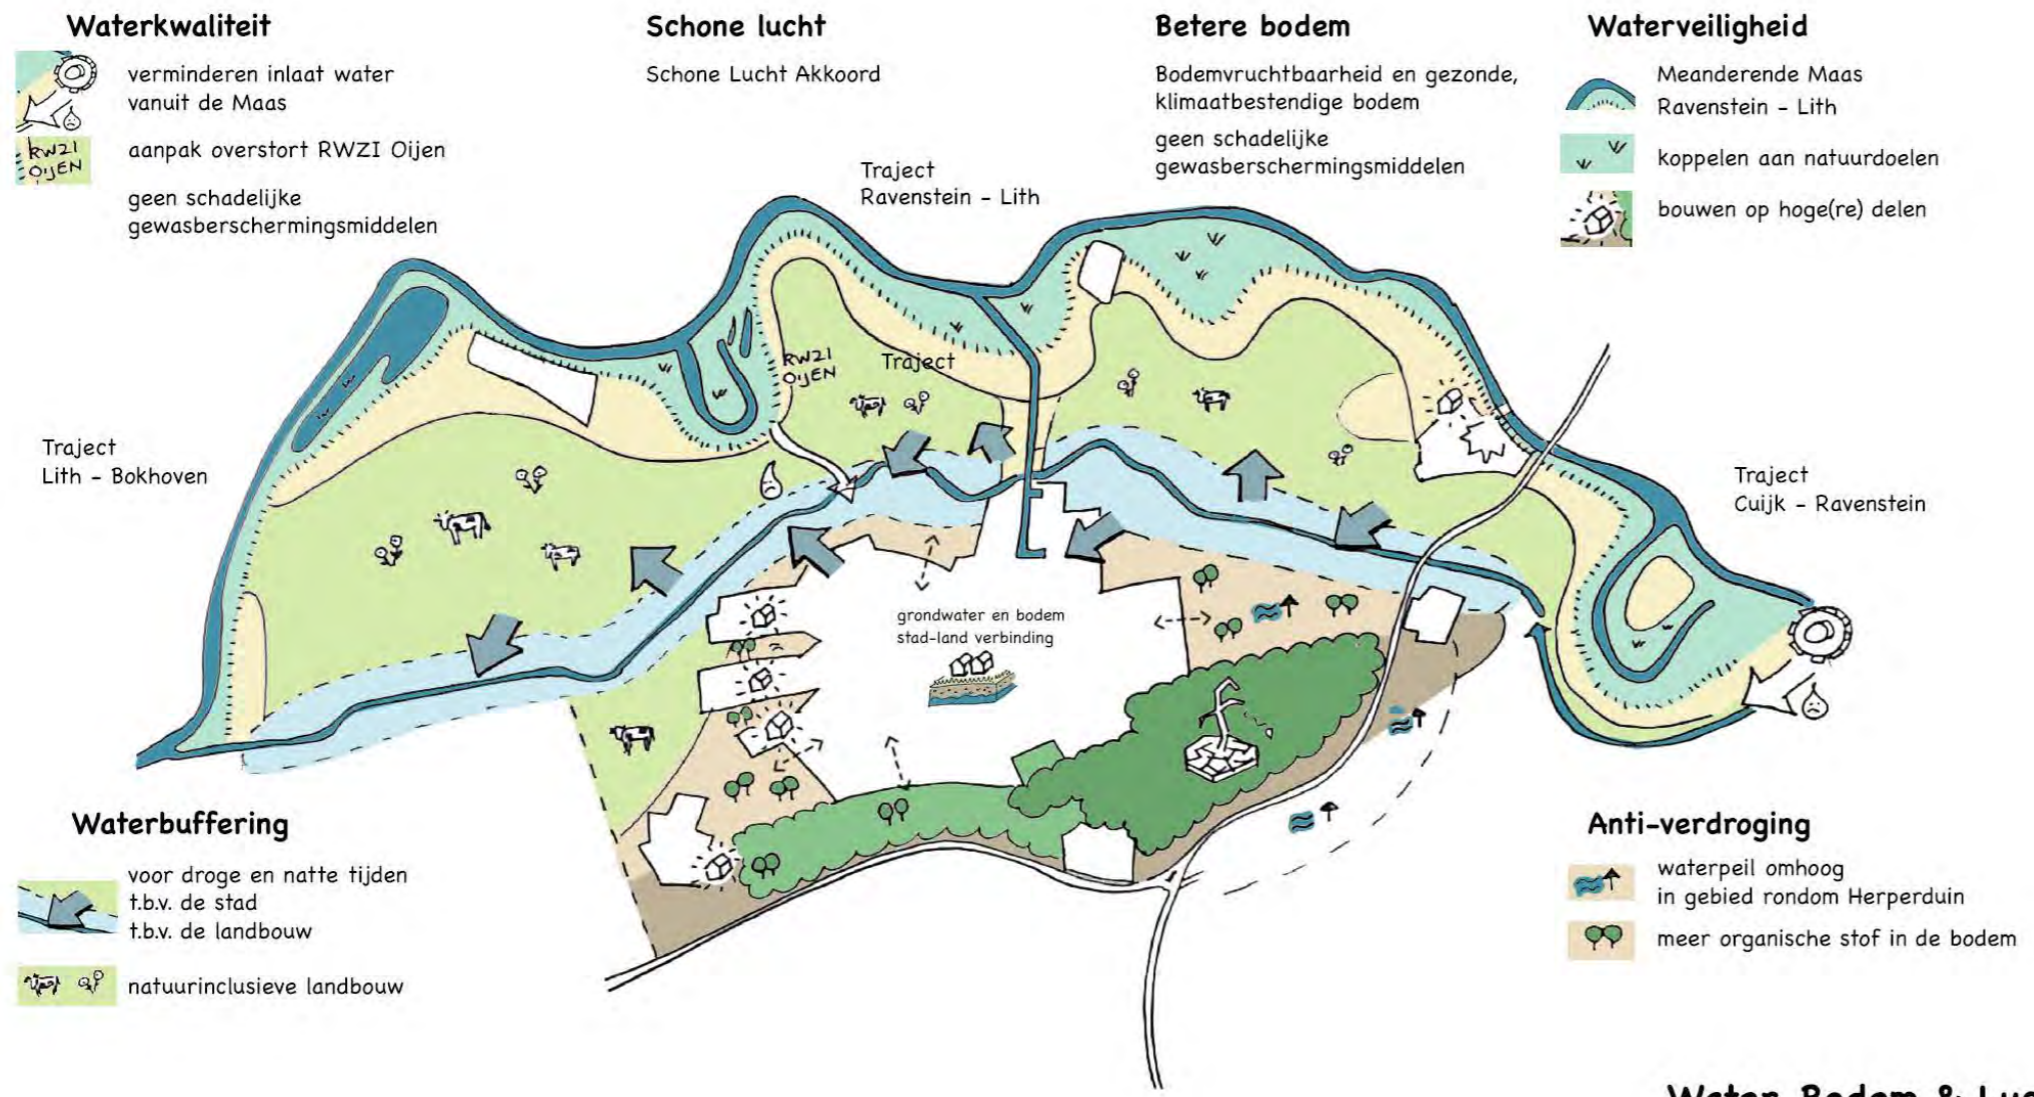 Waterkwaliteit
verminderen inlaat water
vanuit de Maas
RWZI
OIJEN
aanpak overstort RWZI Oijen
geen schadelijke
gewasberschermingsmiddelen
Schone lucht
Schone Lucht Akkoord
Betere bodem
Bodemvruchtbaarheid en gezonde,
klimaatbestendige bodem
geen schadelijke
gewasberschermingsmiddelen
Waterveiligheid
Meanderende Maas
Ravenstein - Lith
koppelen aan natuurdoelen
bouwen op hoge(re) delen
Traject
Ravenstein - Lith
RWZI
OIJEN
Traject
Traject
Lith - Bokhoven
Traject
Cuijk - Ravenstein
grondwater en bodem
stad-land verbinding
Waterbuffering
voor droge en natte tijden
t.b.v. de stad
t.b.v. de landbouw
natuurinclusieve landbouw
Anti-verdroging
waterpeil omhoog
in gebied rondom Herperduin
meer organische stof in de bodem
Water, Bodem &